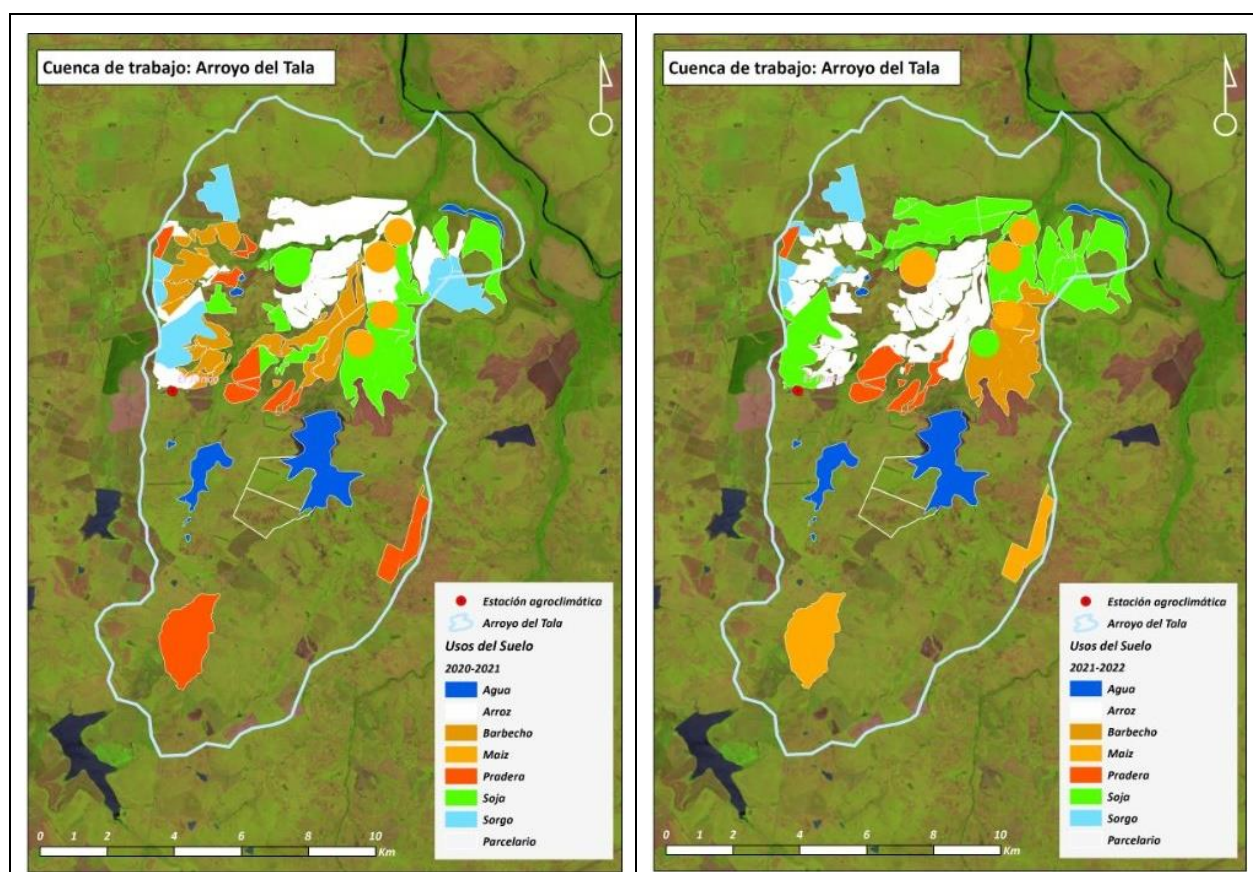 Cuenca de trabajo: Arroyo del Tala
Estación agroclimática
Arroyo del Tala
Usos del Suelo
2020-2021
Agua
Arroz
Barbecho
Maiz
Pradera
Soja
Sorgo
Parcelario
0 2 4 6 8 10
Km
Cuenca de trabajo: Arroyo del Tala
Estación agroclimática
Arroyo del Tala
Usos del Suelo
2021-2022
Agua
Arroz
Barbecho
Maiz
Pradera
Soja
Sorgo
Parcelario
0 2 4 6 8 10
Km